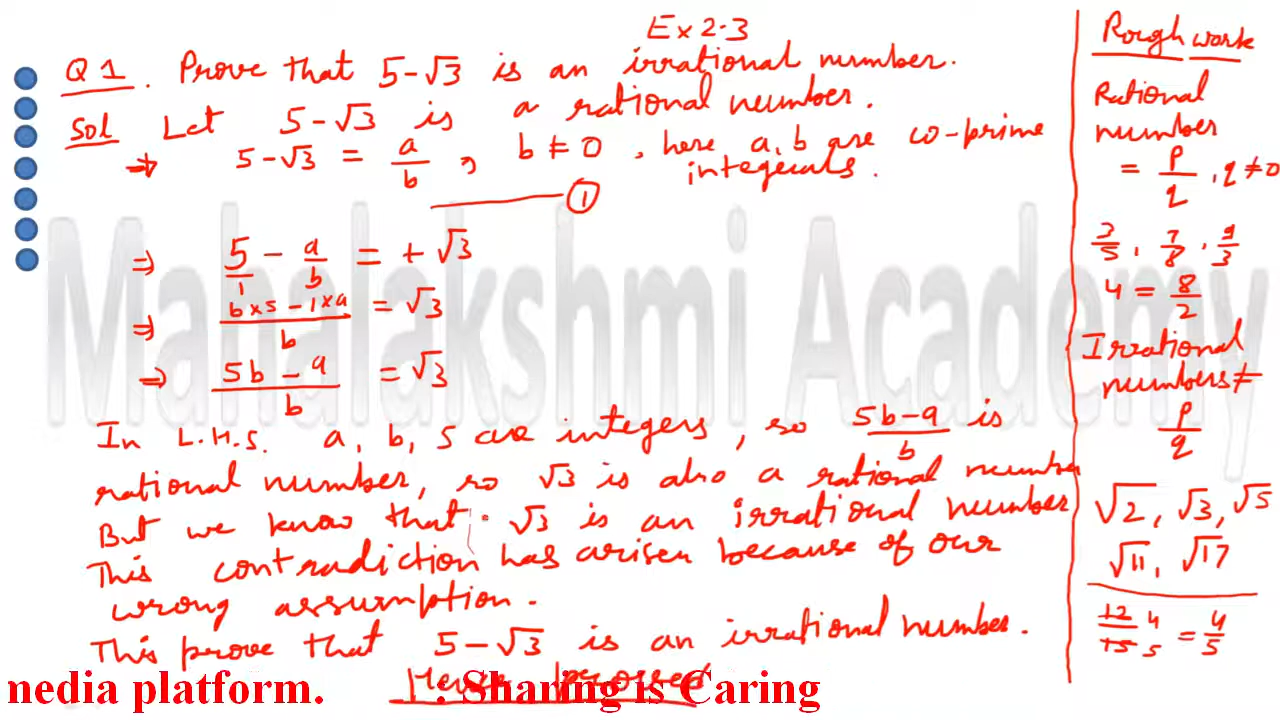 Ex 2.3
Q1. Prove that 5-√3 is an irrational number.
Sol Let 5-√3 is a rational number.
⇒ 5-√3 = a/b, b≠0, here a, b are co-prime
integerals.
①
⇒ 5/1 - a/b = +√3
⇒ b×5-1×a/b = √3
⇒ 5b-a/b = √3
In L.H.S. a, b, 5 are integers, so 5b-a/b is
rational number, so √3 is also a rational number
But we know that √3 is an irrational number
This contradiction has arisen because of our
wrong assumption.
This prove that 5-√3 is an irrational number.
Hence
nedia platform. : Sharing is Caring
Rough work
Rational
number
= p/q, q≠0
3/5, 7/8, 9/3
4 = 8/2
Irrational
numbers≠
p/q
√2, √3, √5
√11, √17
12/15 4/5 = 4/5
Mahalakshmi Academy